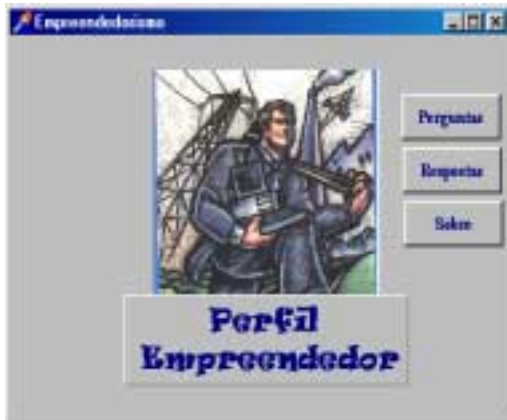 Empreendedorismo
Perguntas
Respostas
Sobre
Perfil
Empreendedor